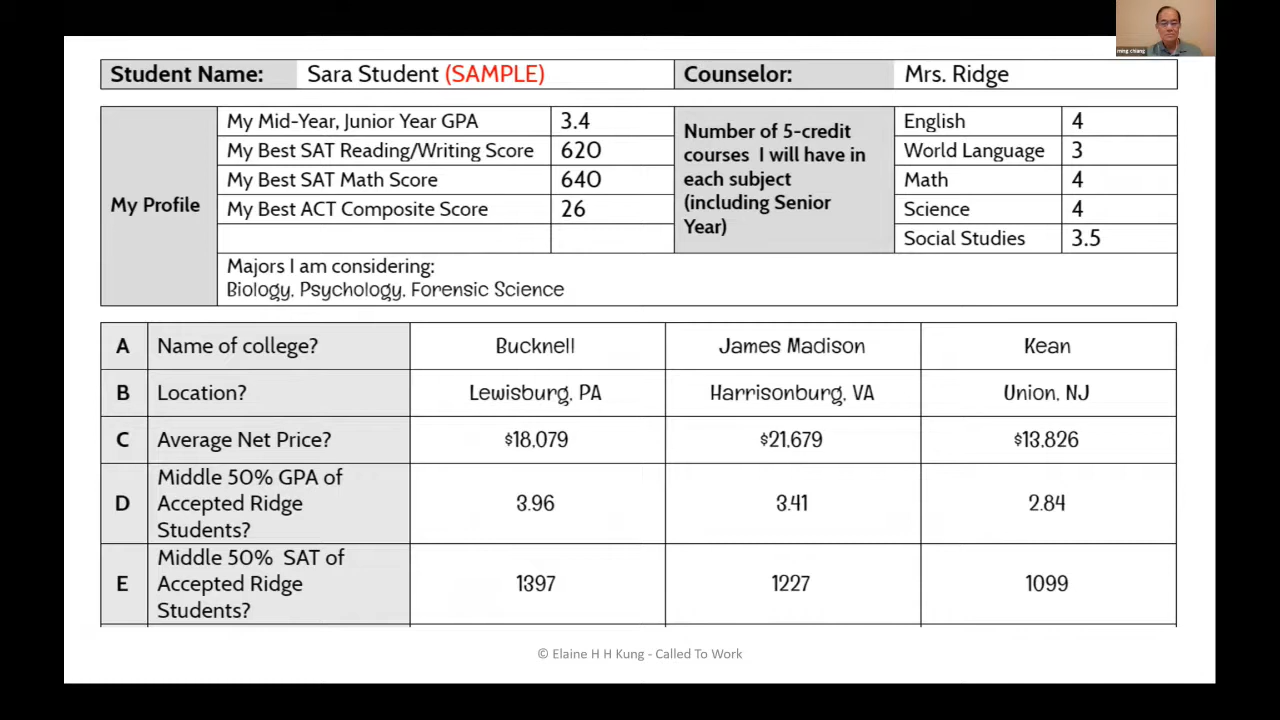 ming chiang
Student Name: Sara Student (SAMPLE) Counselor: Mrs. Ridge
My Profile
My Mid-Year, Junior Year GPA 3.4
My Best SAT Reading/Writing Score 620
My Best SAT Math Score 640
My Best ACT Composite Score 26
Number of 5-credit
courses I will have in
each subject
(including Senior
Year)
English 4
World Language 3
Math 4
Science 4
Social Studies 3.5
Majors I am considering:
Biology, Psychology, Forensic Science
A Name of college? Bucknell James Madison Kean
B Location? Lewisburg, PA Harrisonburg, VA Union, NJ
C Average Net Price? $18,079 $21,679 $13,826
D Middle 50% GPA of
Accepted Ridge
Students?
3.96 3.41 2.84
E Middle 50% SAT of
Accepted Ridge
Students?
1397 1227 1099
© Elaine H H Kung - Called To Work